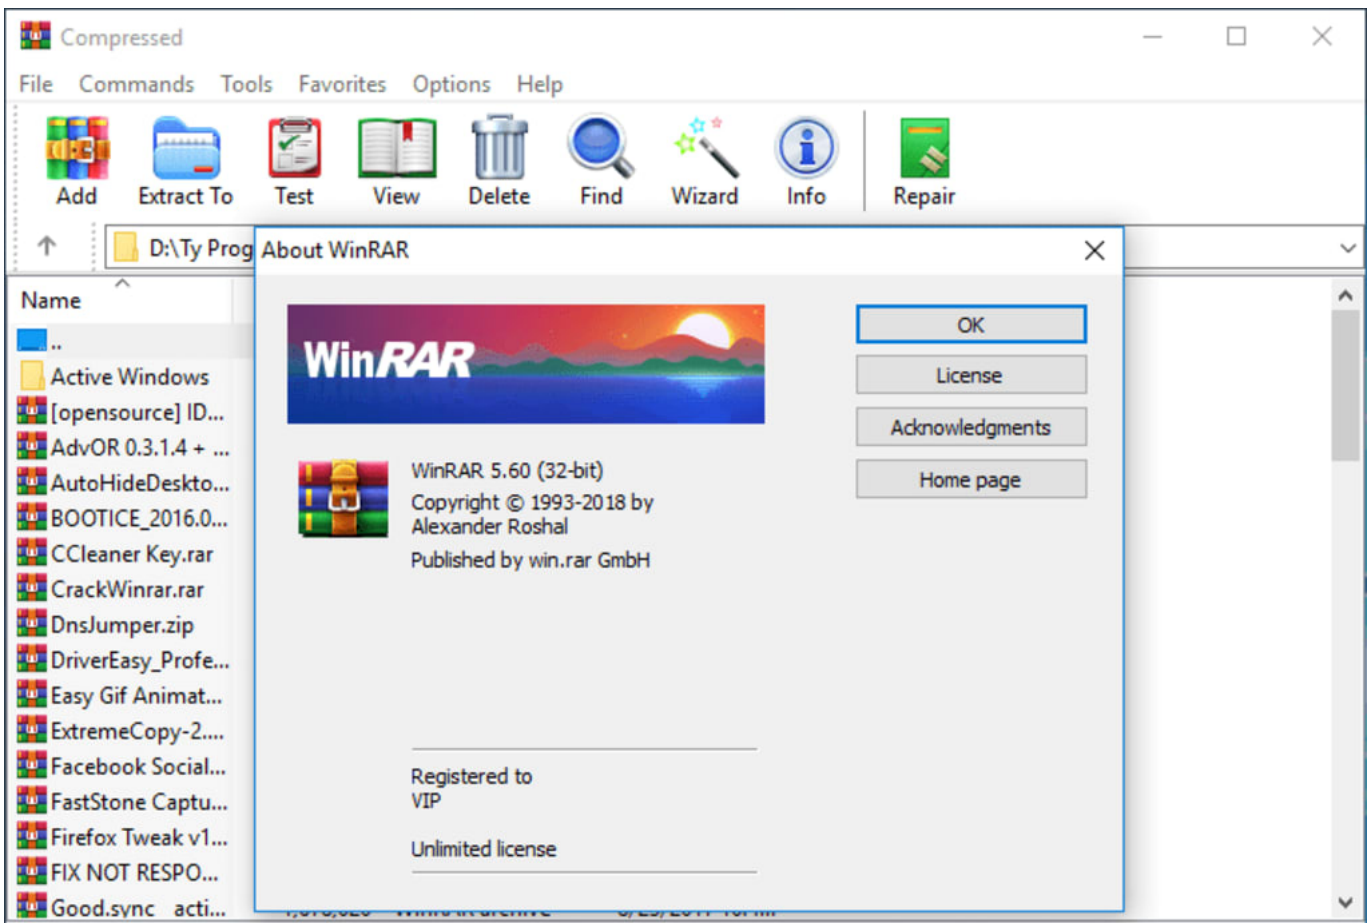 Compressed
File Commands Tools Favorites Options Help
Add Extract To Test View Delete Find Wizard Info Repair
D:\Ty Prog
About WinRAR
Name
..
Active Windows
[opensource] ID...
AdvOR 0.3.1.4 + ...
AutoHideDeskto...
BOOTICE_2016.0...
CCleaner Key.rar
CrackWinrar.rar
DnsJumper.zip
DriverEasy_Profe...
Easy Gif Animat...
ExtremeCopy-2....
Facebook Social...
FastStone Captu...
Firefox Tweak v1...
FIX NOT RESPO...
Good.sync acti...
WinRAR
OK
License
Acknowledgments
Home page
WinRAR 5.60 (32-bit)
Copyright © 1993-2018 by
Alexander Roshal
Published by win.rar GmbH
Registered to
VIP
Unlimited license